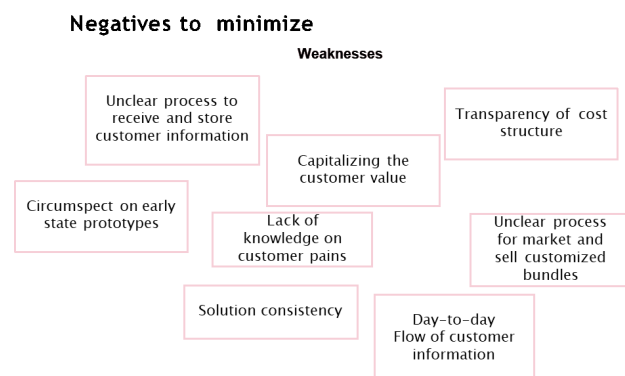 Negatives to minimize
Weaknesses
Unclear process to
receive and store
customer information
Transparency of cost
structure
Capitalizing the
customer value
Circumspect on early
state prototypes
Lack of
knowledge on
customer pains
Unclear process
for market and
sell customized
bundles
Solution consistency
Day-to-day
Flow of customer
information